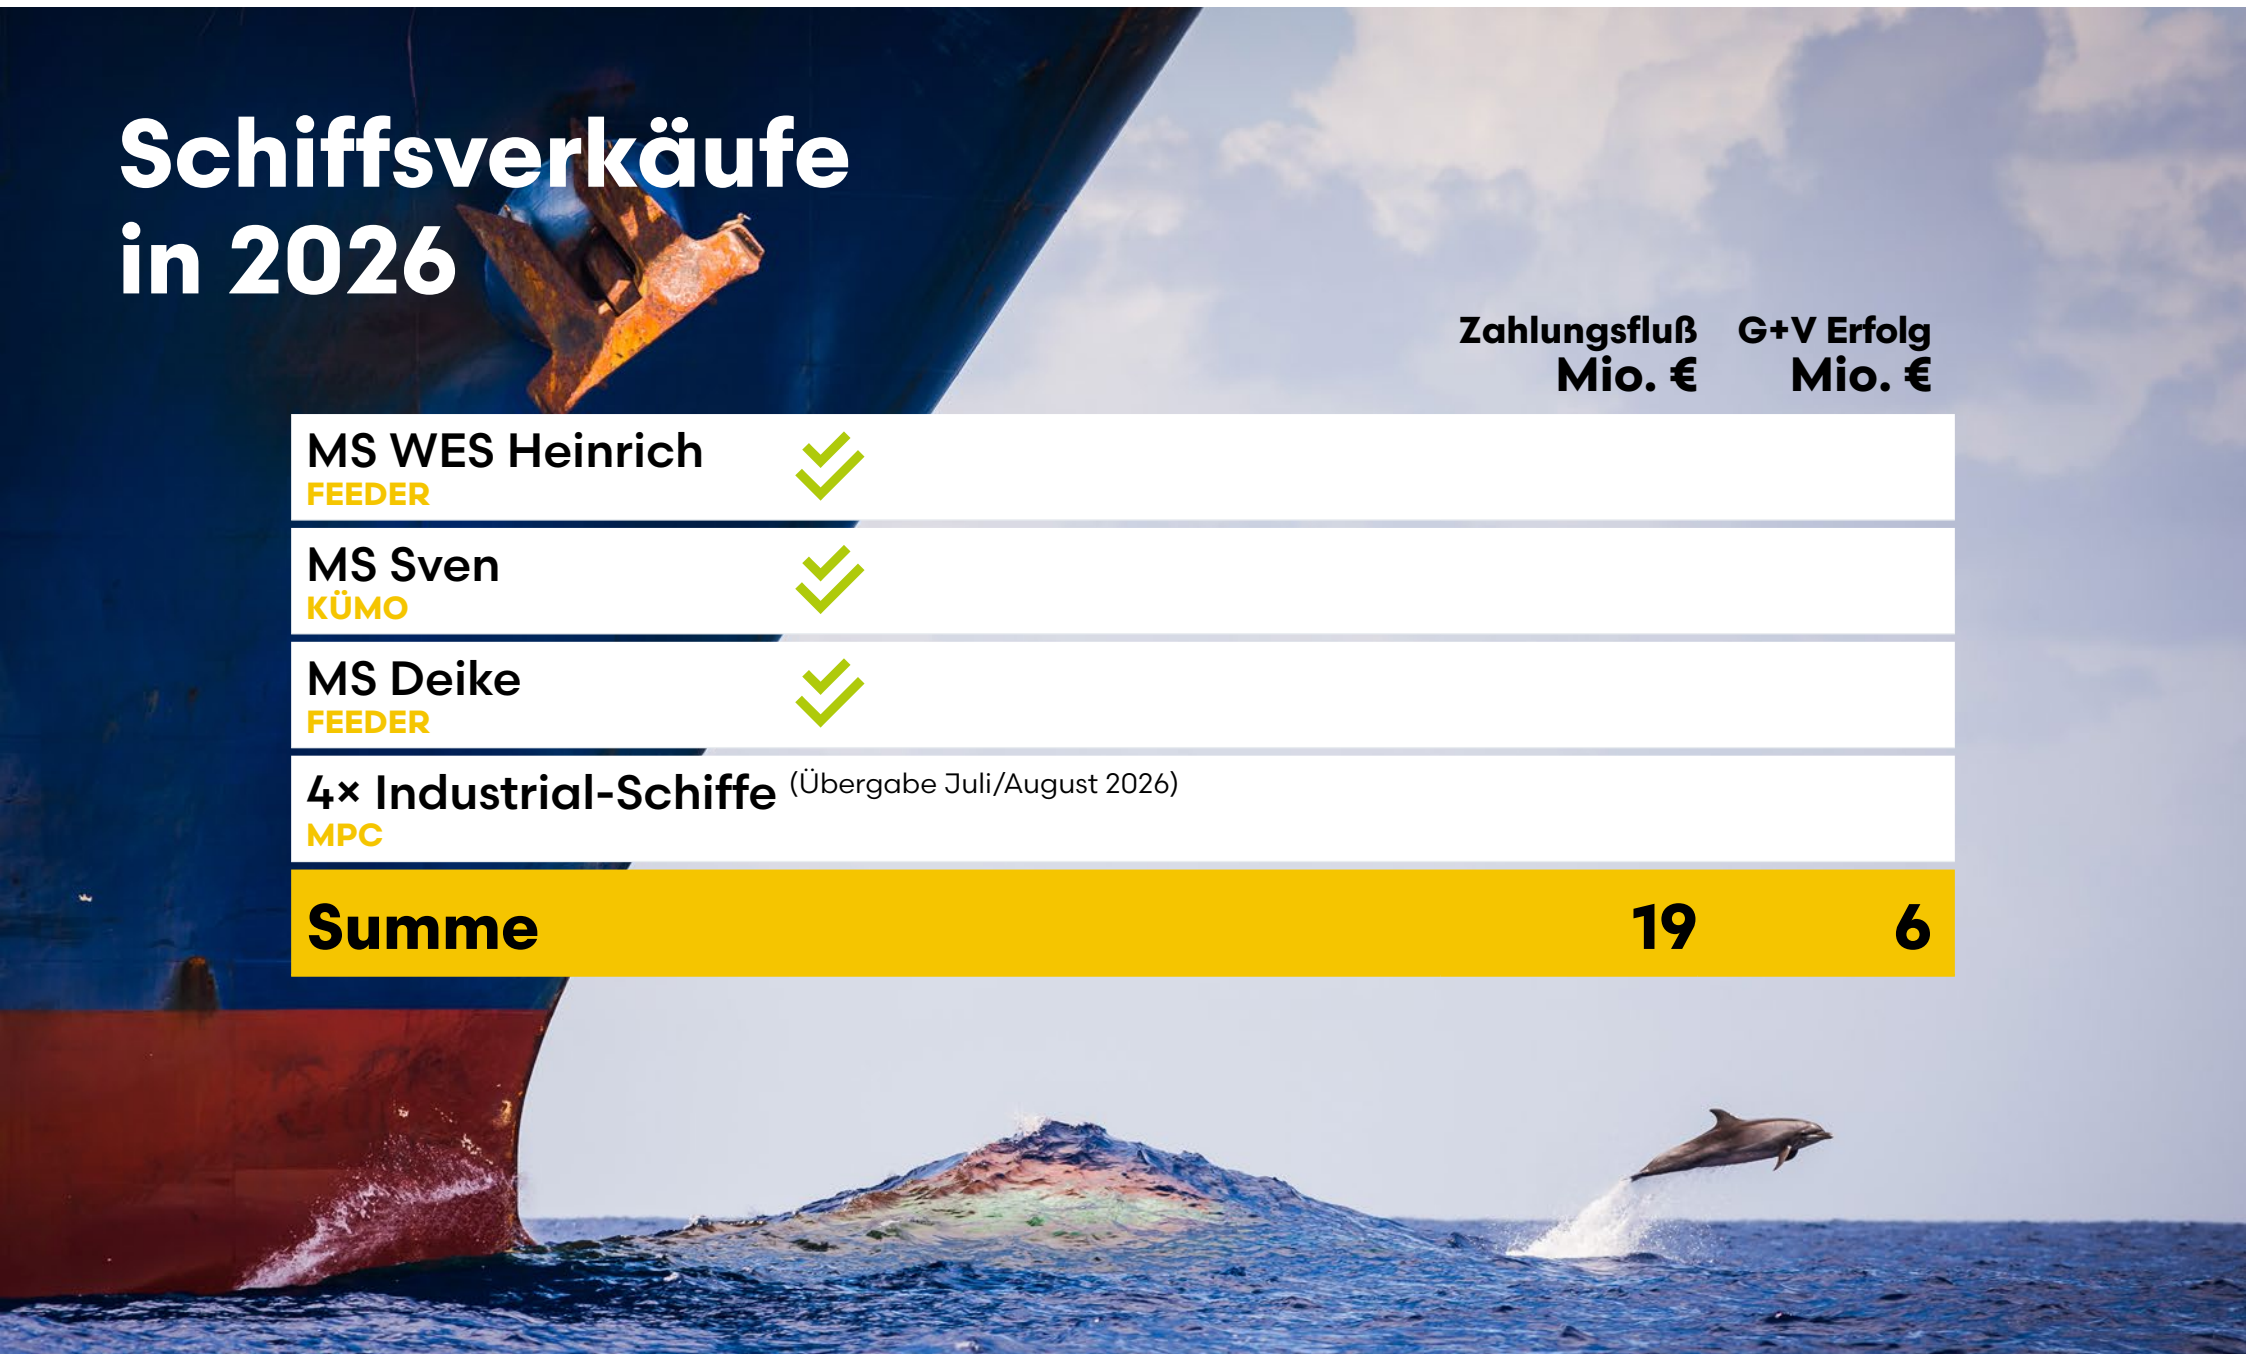 Schiffsverkäufe
in 2026
Zahlungsfluß G+V Erfolg
Mio. € Mio. €
MS WES Heinrich
FEEDER
MS Sven
KÜMO
MS Deike
FEEDER
4× Industrial-Schiffe (Übergabe Juli/August 2026)
MPC
Summe 19 6